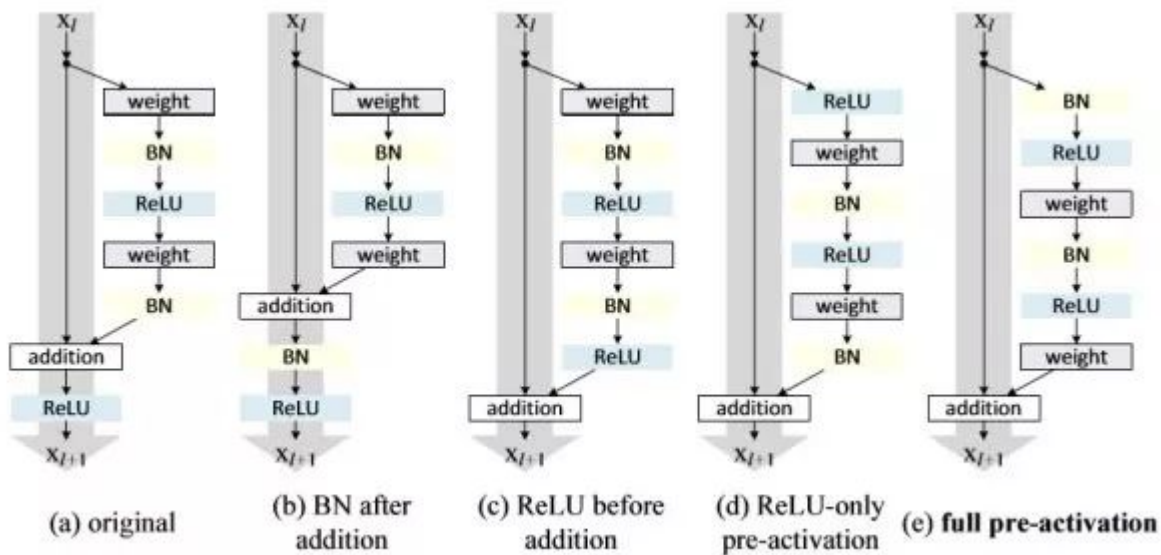 x_l
weight
BN
ReLU
weight
BN
addition
ReLU
x_{l+1}
(a) original
x_l
weight
BN
ReLU
weight
addition
BN
ReLU
x_{l+1}
(b) BN after
addition
x_l
weight
BN
ReLU
weight
BN
ReLU
addition
x_{l+1}
(c) ReLU before
addition
x_l
ReLU
weight
BN
ReLU
weight
BN
addition
x_{l+1}
(d) ReLU-only
pre-activation
x_l
BN
ReLU
weight
BN
ReLU
weight
addition
x_{l+1}
(e) full pre-activation